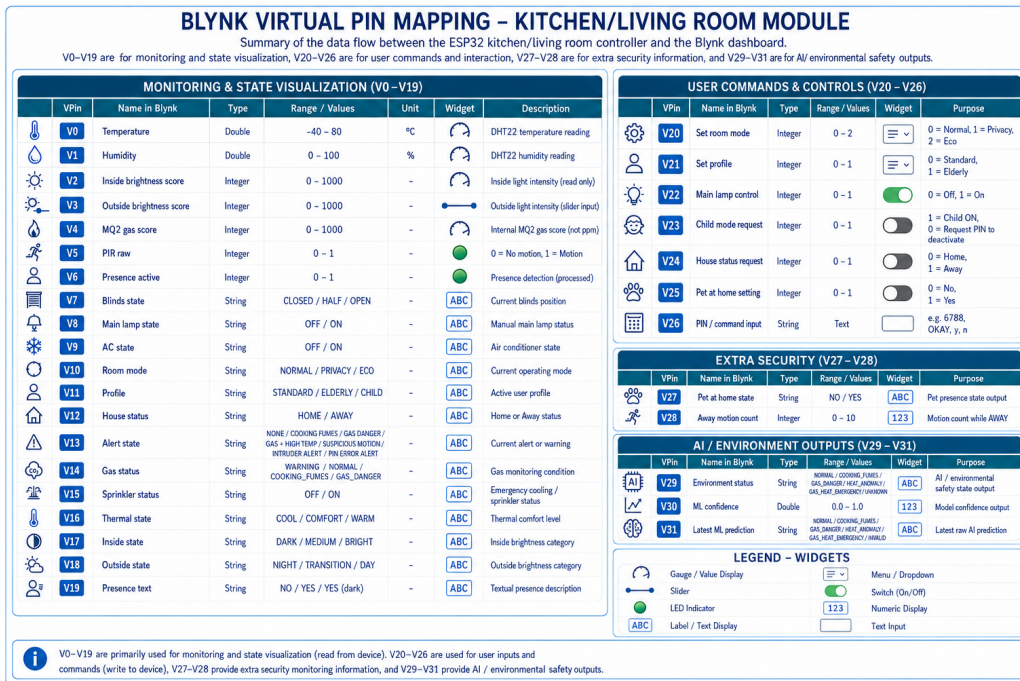 BLYNK VIRTUAL PIN MAPPING – KITCHEN/LIVING ROOM MODULE
Summary of the data flow between the ESP32 kitchen/living room controller and the Blynk dashboard.
V0–V19 are for monitoring and state visualization, V20–V26 are for user commands and interaction, V27–V28 are for extra security information, and V29–V31 are for AI/ environmental safety outputs.
MONITORING & STATE VISUALIZATION (V0 – V19)
VPin Name in Blynk Type Range / Values Unit Widget Description
V0 Temperature Double -40 – 80 °C DHT22 temperature reading
V1 Humidity Double 0 – 100 % DHT22 humidity reading
V2 Inside brightness score Integer 0 – 1000 - Inside light intensity (read only)
V3 Outside brightness score Integer 0 – 1000 - Outside light intensity (slider input)
V4 MQ2 gas score Integer 0 – 1000 - Internal MQ2 gas score (not ppm)
V5 PIR raw Integer 0 – 1 - 0 = No motion, 1 = Motion
V6 Presence active Integer 0 – 1 - Presence detection (processed)
V7 Blinds state String CLOSED / HALF / OPEN - ABC Current blinds position
V8 Main lamp state String OFF / ON - ABC Manual main lamp status
V9 AC state String OFF / ON - ABC Air conditioner state
V10 Room mode String NORMAL / PRIVACY / ECO - ABC Current operating mode
V11 Profile String STANDARD / ELDERLY / CHILD - ABC Active user profile
V12 House status String HOME / AWAY - ABC Home or Away status
NONE / COOKING FUMES / GAS DANGER /
V13 Alert state String GAS + HIGH TEMP / SUSPICIOUS MOTION / - ABC Current alert or warning
INTRUDER ALERT / PIN ERROR ALERT
CO₂ V14 Gas status String WARNING / NORMAL / - ABC Gas monitoring condition
COOKING_FUMES / GAS_DANGER
V15 Sprinkler status String OFF / ON - ABC Emergency cooling /
sprinkler status
V16 Thermal state String COOL / COMFORT / WARM - ABC Thermal comfort level
V17 Inside state String DARK / MEDIUM / BRIGHT - ABC Inside brightness category
V18 Outside state String NIGHT / TRANSITION / DAY - ABC Outside brightness category
V19 Presence text String NO / YES / YES (dark) - ABC Textual presence description
USER COMMANDS & CONTROLS (V20 – V26)
VPin Name in Blynk Type Range / Values Widget Purpose
V20 Set room mode Integer 0 – 2 0 = Normal, 1 = Privacy,
2 = Eco
V21 Set profile Integer 0 – 1 0 = Standard,
1 = Elderly
V22 Main lamp control Integer 0 – 1 0 = Off, 1 = On
V23 Child mode request Integer 0 – 1 1 = Child ON,
0 = Request PIN to
deactivate
V24 House status request Integer 0 – 1 0 = Home,
1 = Away
V25 Pet at home setting Integer 0 – 1 0 = No,
1 = Yes
V26 PIN / command input String Text e.g. 6788,
OKAY, y, n
EXTRA SECURITY (V27 – V28)
VPin Name in Blynk Type Range / Values Widget Purpose
V27 Pet at home state String NO / YES ABC Pet presence state output
V28 Away motion count Integer 0 – 10 123 Motion count while AWAY
AI / ENVIRONMENT OUTPUTS (V29 – V31)
VPin Name in Blynk Type Range / Values Widget Purpose
NORMAL / COOKING_FUMES /
AI V29 Environment status String GAS_DANGER / HEAT_ANOMALY / ABC AI / environmental
GAS_HEAT_EMERGENCY / UNKNOWN safety state output
V30 ML confidence Double 0.0 – 1.0 123 Model confidence output
NORMAL / COOKING_FUMES /
V31 Latest ML prediction String GAS_DANGER / HEAT_ANOMALY / ABC Latest raw AI prediction
GAS_HEAT_EMERGENCY / INVALID
LEGEND – WIDGETS
Gauge / Value Display Menu / Dropdown
Slider Switch (On/Off)
LED Indicator 123 Numeric Display
ABC Label / Text Display Text Input
i V0–V19 are primarily used for monitoring and state visualization (read from device). V20–V26 are used for user inputs and
commands (write to device), V27–V28 provide extra security monitoring information, and V29–V31 provide AI / environmental safety outputs.